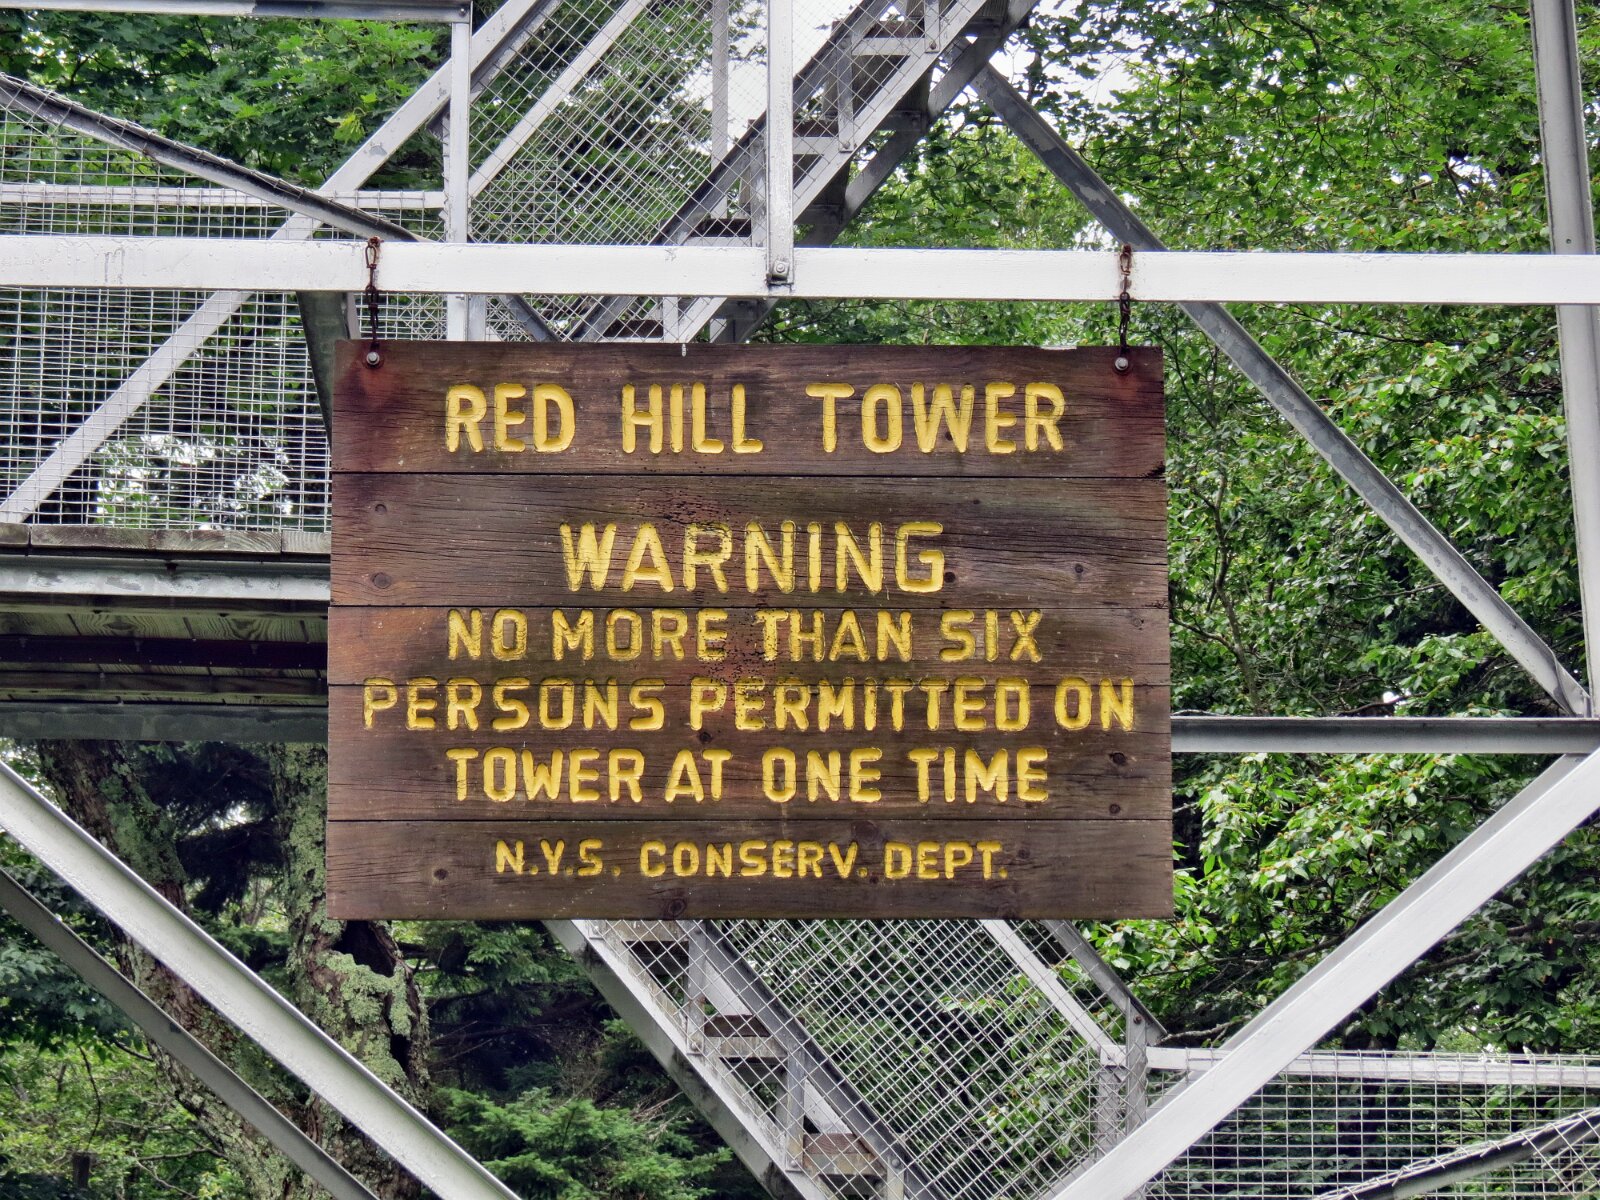 RED HILL TOWER
WARNING
NO MORE THAN SIX
PERSONS PERMITTED ON
TOWER AT ONE TIME
N.Y.S. CONSERV. DEPT.